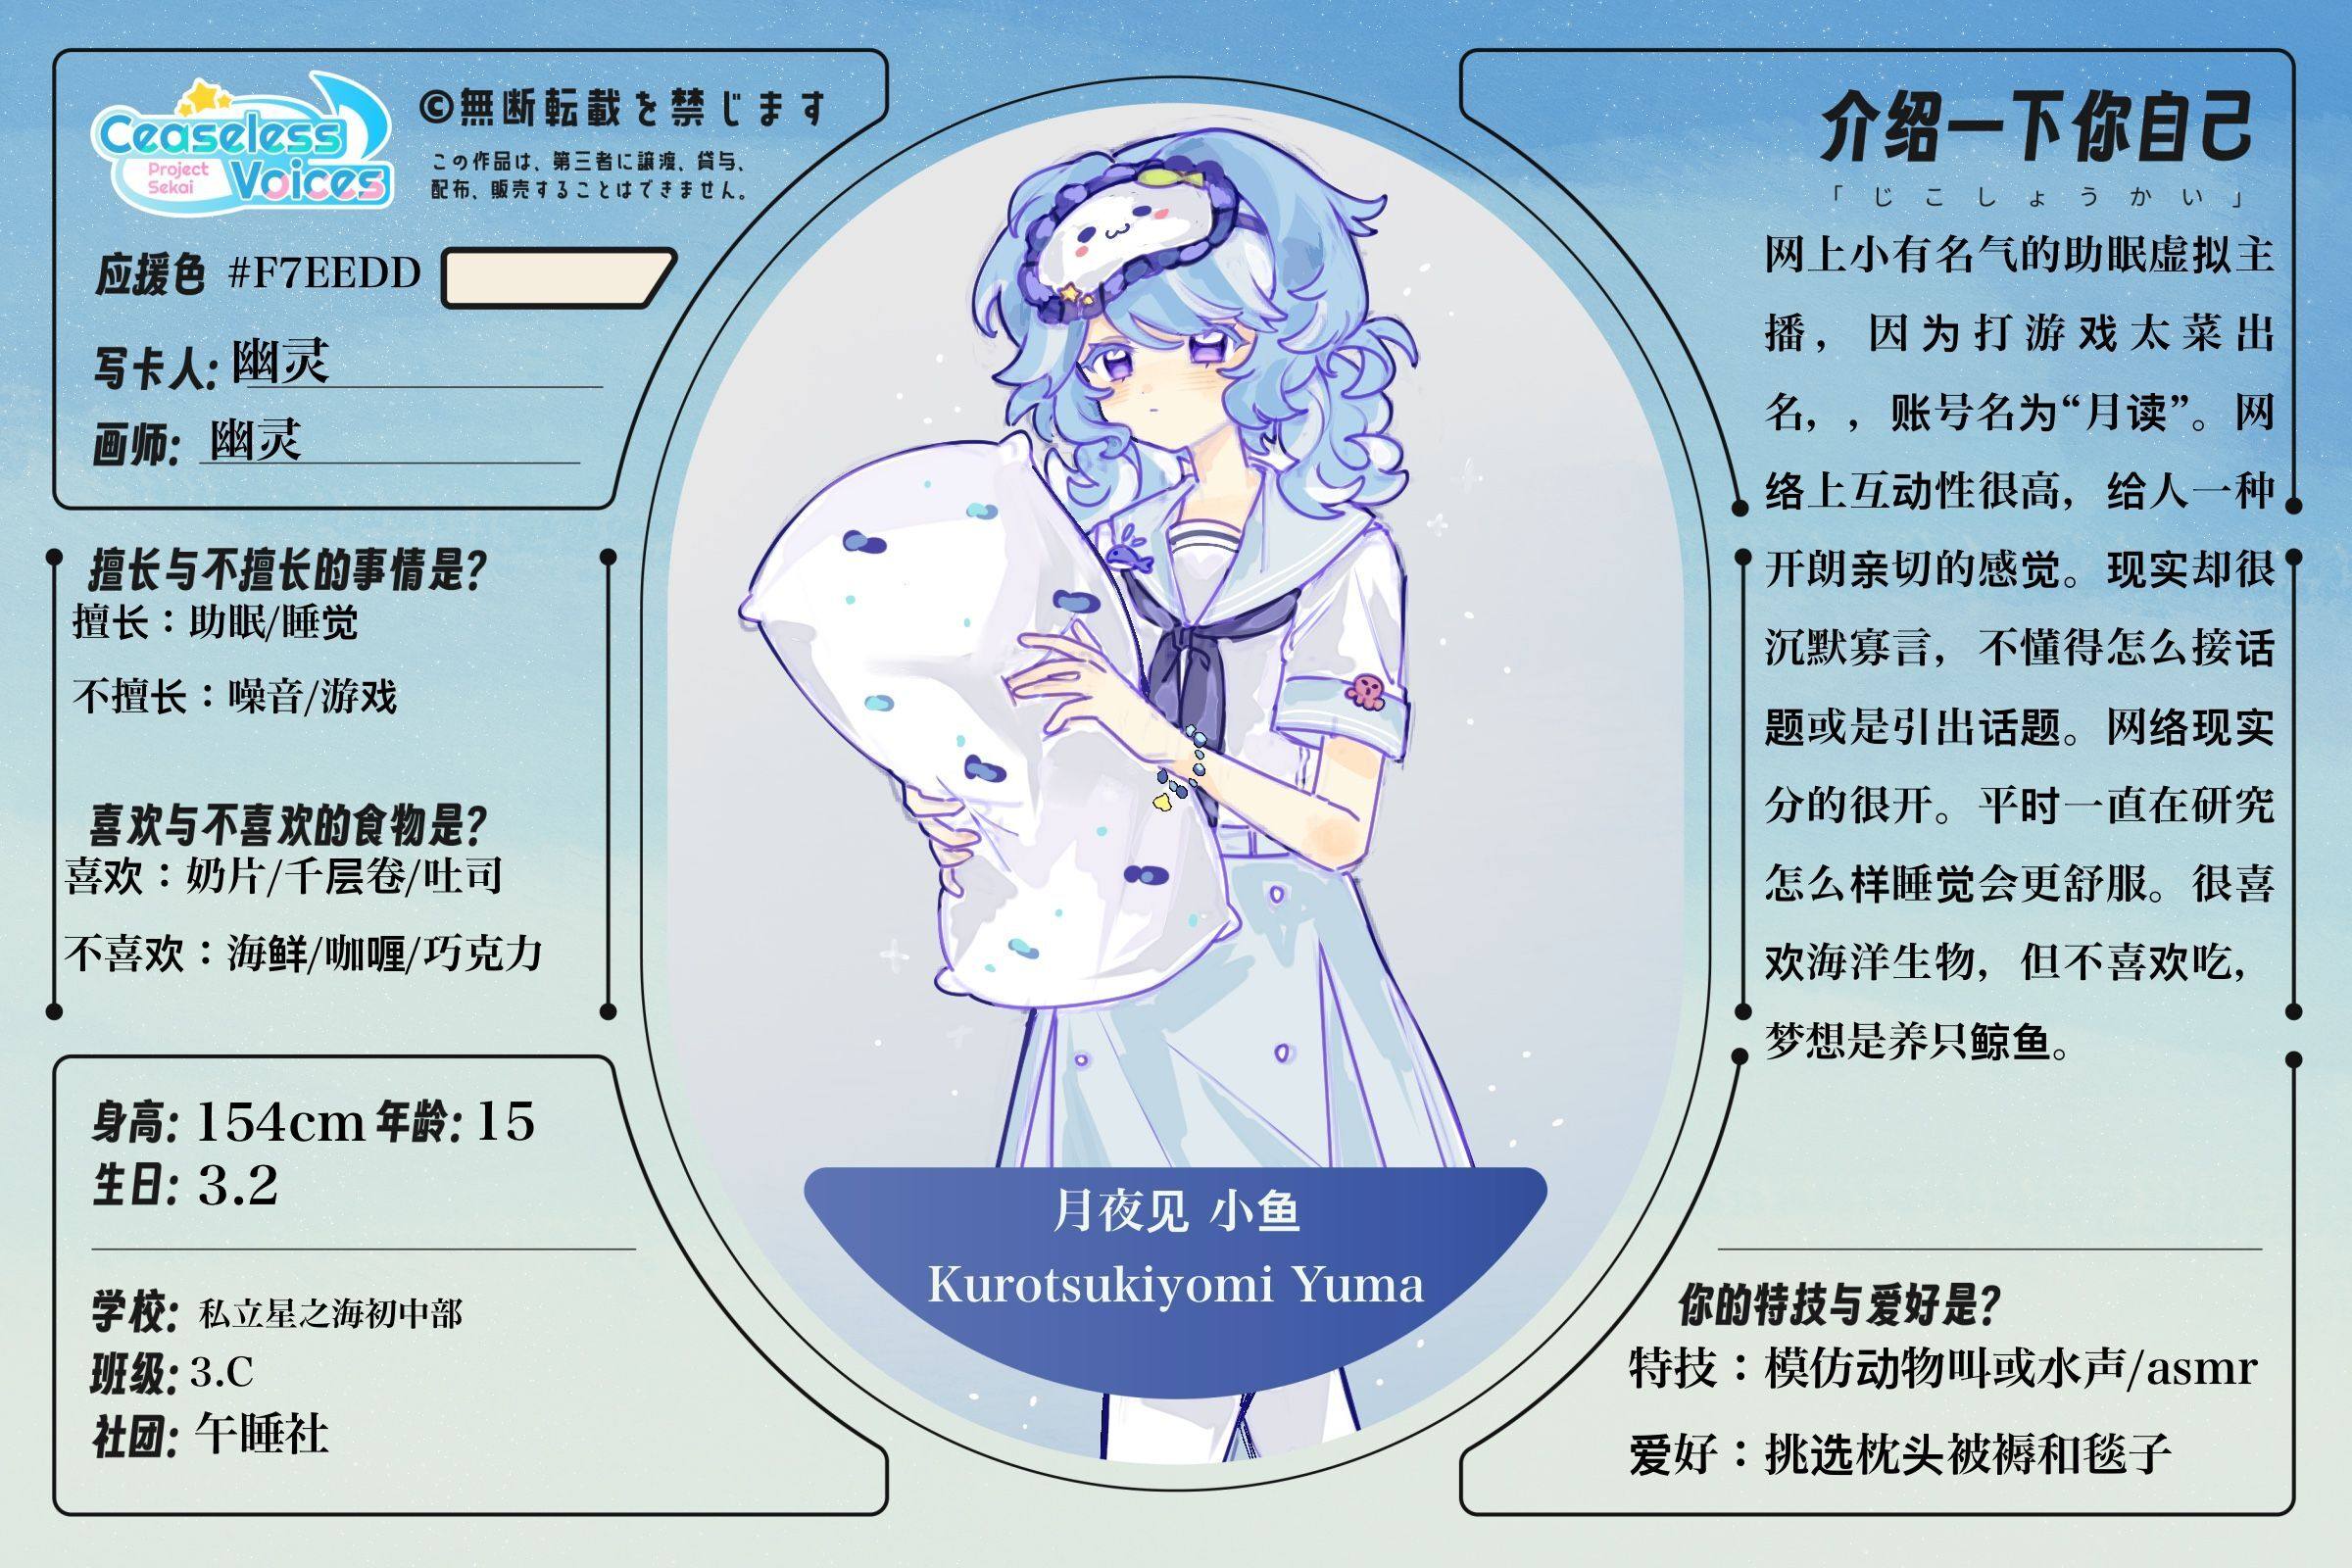 Ceaseless
Project
Sekai
Voices
©無断転載を禁じます
この作品は、第三者に譲渡、貸与、
配布、販売することはできません。
应援色 #F7EEDD
写卡人: 幽灵
画师: 幽灵
擅长与不擅长的事情是?
擅长：助眠/睡觉
不擅长：噪音/游戏
喜欢与不喜欢的食物是?
喜欢：奶片/千层卷/吐司
不喜欢：海鲜/咖喱/巧克力
身高: 154cm 年龄: 15
生日: 3.2
学校: 私立星之海初中部
班级: 3.C
社团: 午睡社
月夜见 小鱼
Kurotsukiyomi Yuma
介绍一下你自己
「じこしょうかい」
网上小有名气的助眠虚拟主
播，因为打游戏太菜出
名，，账号名为“月读”。网
络上互动性很高，给人一种
开朗亲切的感觉。现实却很
沉默寡言，不懂得怎么接话
题或是引出话题。网络现实
分的很开。平时一直在研究
怎么样睡觉会更舒服。很喜
欢海洋生物，但不喜欢吃，
梦想是养只鲸鱼。
你的特技与爱好是?
特技：模仿动物叫或水声/asmr
爱好：挑选枕头被褥和毯子